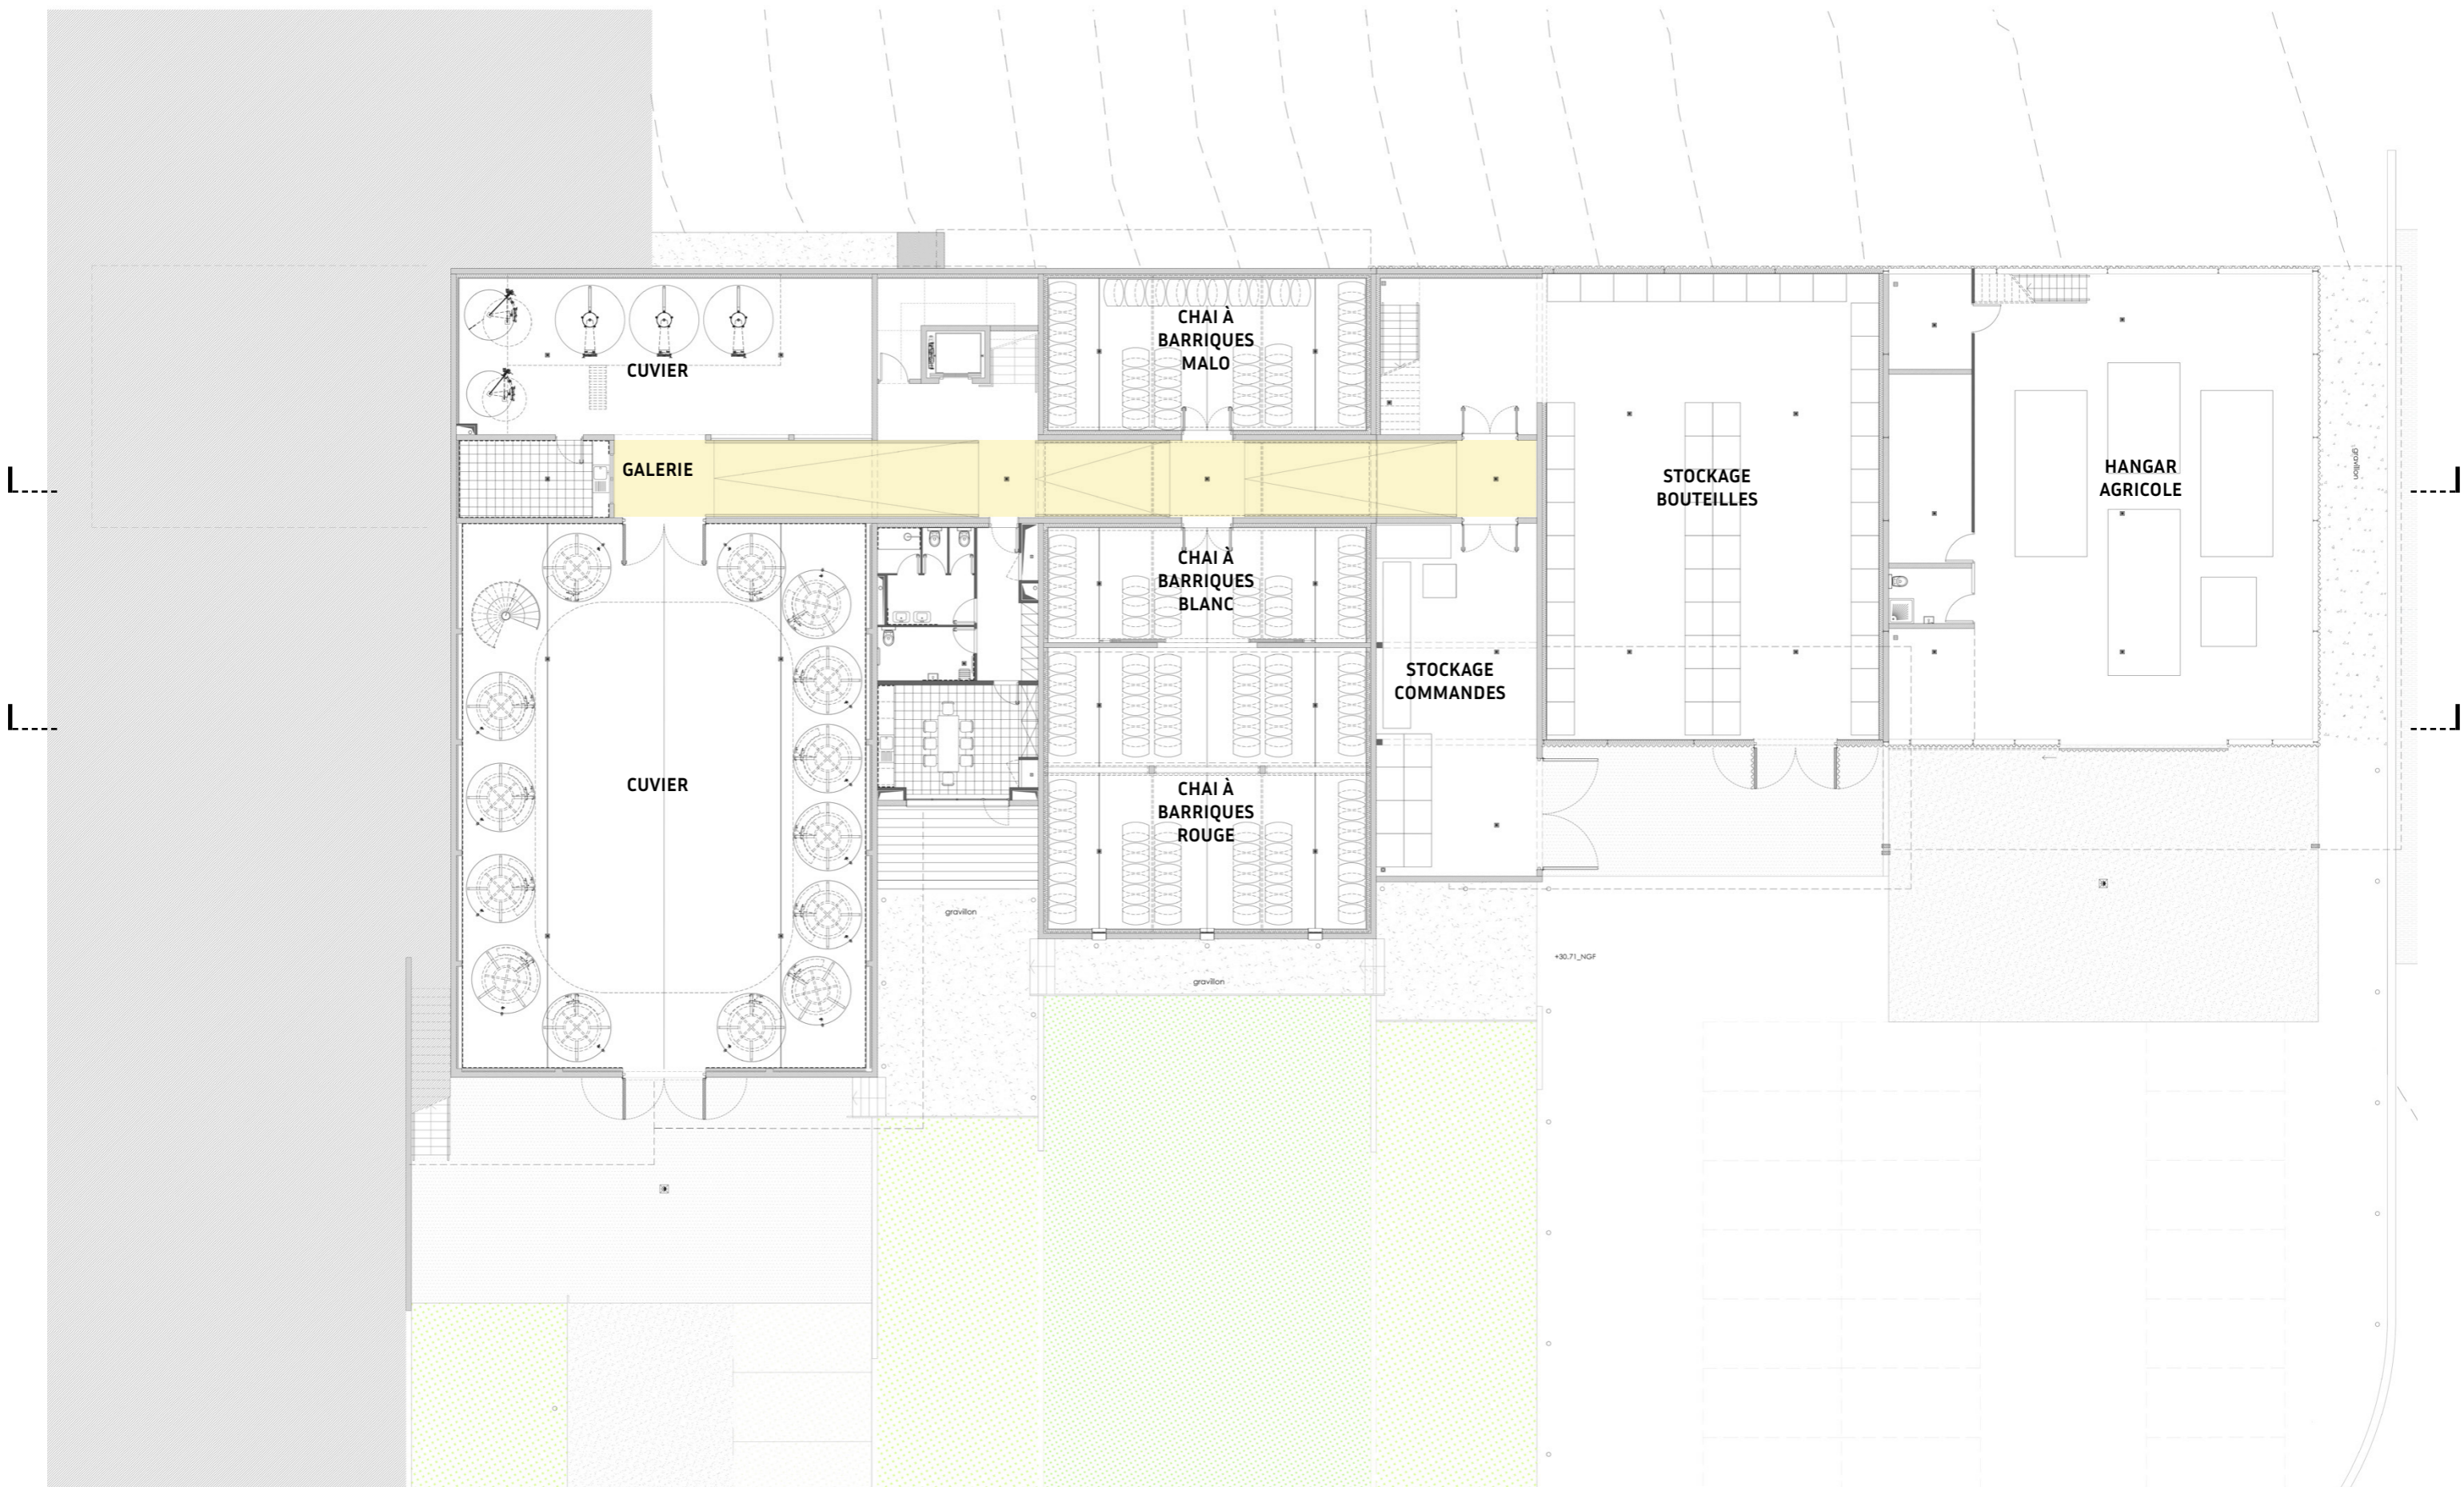 CHAI À
BARRIQUES
MALO
CUVIER
GALERIE
STOCKAGE
BOUTEILLES
HANGAR
AGRICOLE
gravillon
CHAI À
BARRIQUES
BLANC
STOCKAGE
COMMANDES
CUVIER
CHAI À
BARRIQUES
ROUGE
gravillon
+30.71_NGF
gravillon